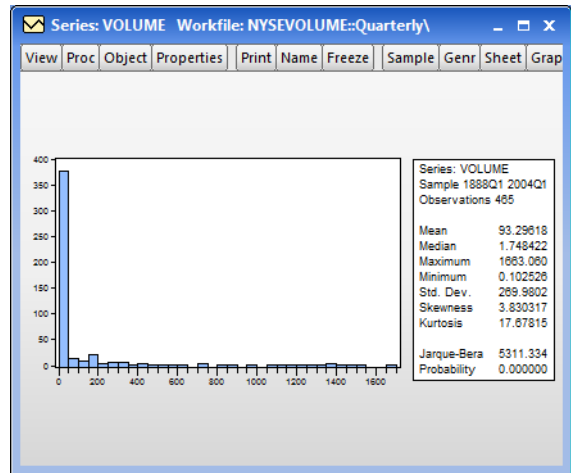 Series: VOLUME Workfile: NYSEVOLUME::Quarterly\
View Proc Object Properties Print Name Freeze Sample Genr Sheet Grap
400
350
300
250
200
150
100
50
0
0 200 400 600 800 1000 1200 1400 1600
Series: VOLUME
Sample 1888Q1 2004Q1
Observations 465
Mean 93.29618
Median 1.748422
Maximum 1663.060
Minimum 0.102526
Std. Dev. 269.9802
Skewness 3.830317
Kurtosis 17.67815
Jarque-Bera 5311.334
Probability 0.000000